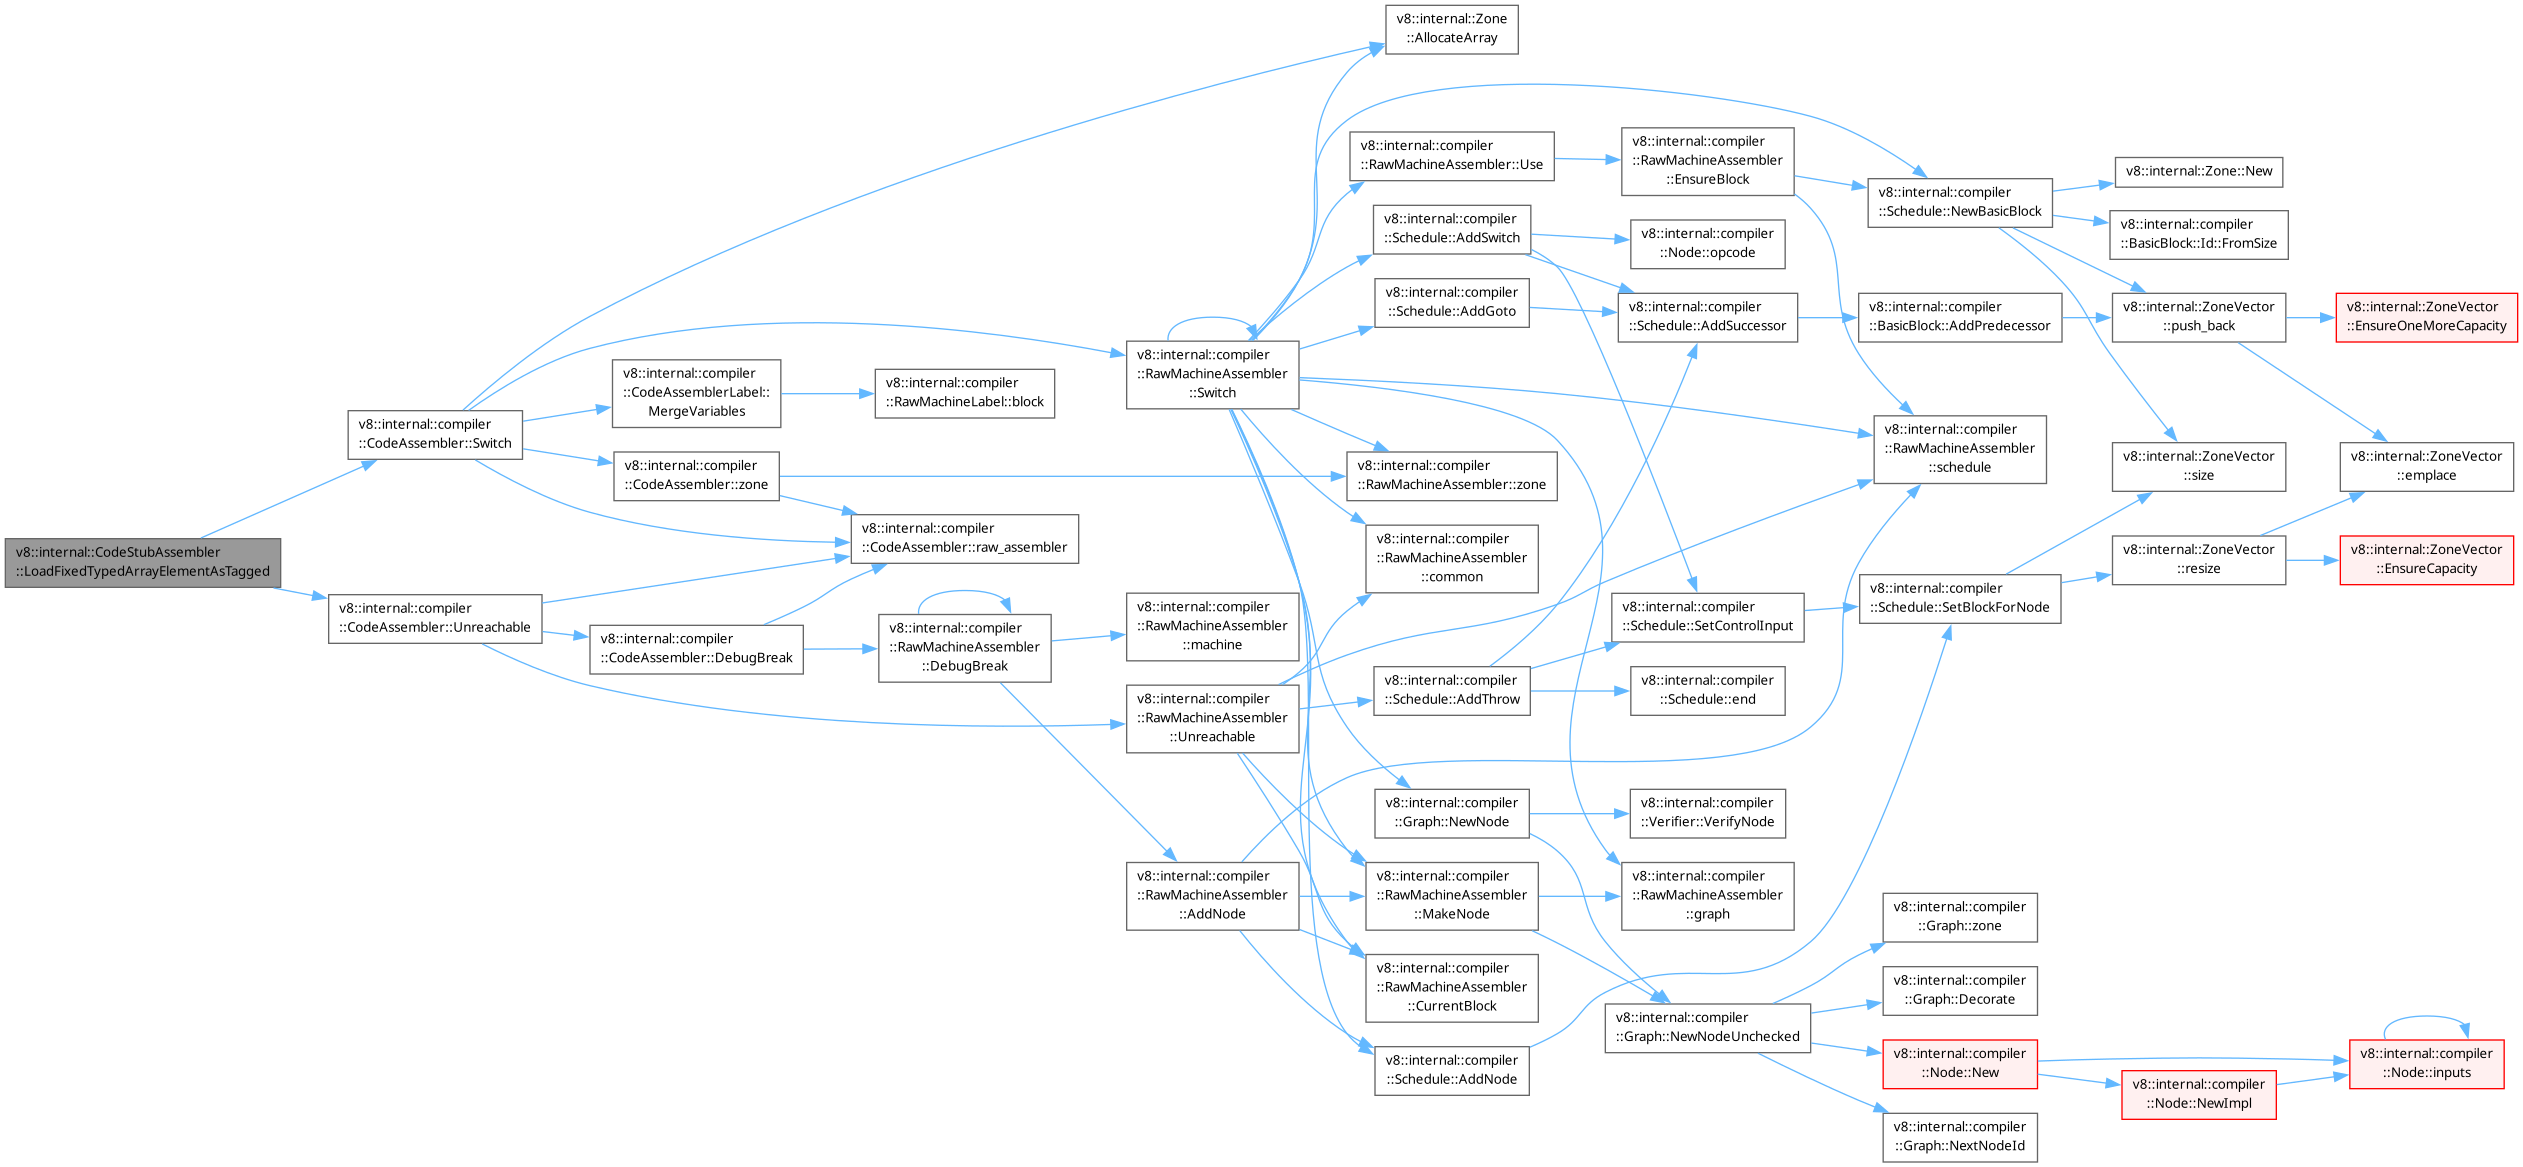 v8::internal::CodeStubAssembler
::LoadFixedTypedArrayElementAsTagged
v8::internal::compiler
::CodeAssembler::Switch
v8::internal::compiler
::CodeAssembler::Unreachable
v8::internal::compiler
::CodeAssemblerLabel::
MergeVariables
v8::internal::compiler
::CodeAssembler::zone
v8::internal::compiler
::CodeAssembler::DebugBreak
v8::internal::compiler
::RawMachineLabel::block
v8::internal::compiler
::CodeAssembler::raw_assembler
v8::internal::compiler
::RawMachineAssembler
::DebugBreak
v8::internal::compiler
::RawMachineAssembler
::Switch
v8::internal::compiler
::RawMachineAssembler
::machine
v8::internal::compiler
::RawMachineAssembler
::Unreachable
v8::internal::compiler
::RawMachineAssembler
::AddNode
v8::internal::Zone
::AllocateArray
v8::internal::compiler
::RawMachineAssembler::Use
v8::internal::compiler
::Schedule::AddSwitch
v8::internal::compiler
::Schedule::AddGoto
v8::internal::compiler
::RawMachineAssembler::zone
v8::internal::compiler
::RawMachineAssembler
::common
v8::internal::compiler
::Schedule::AddThrow
v8::internal::compiler
::Graph::NewNode
v8::internal::compiler
::RawMachineAssembler
::MakeNode
v8::internal::compiler
::RawMachineAssembler
::CurrentBlock
v8::internal::compiler
::Schedule::AddNode
v8::internal::compiler
::RawMachineAssembler
::EnsureBlock
v8::internal::compiler
::Node::opcode
v8::internal::compiler
::Schedule::AddSuccessor
v8::internal::compiler
::Schedule::SetControlInput
v8::internal::compiler
::Schedule::end
v8::internal::compiler
::Verifier::VerifyNode
v8::internal::compiler
::RawMachineAssembler
::graph
v8::internal::compiler
::Graph::NewNodeUnchecked
v8::internal::compiler
::Schedule::NewBasicBlock
v8::internal::compiler
::BasicBlock::AddPredecessor
v8::internal::compiler
::RawMachineAssembler
::schedule
v8::internal::compiler
::Schedule::SetBlockForNode
v8::internal::compiler
::Graph::zone
v8::internal::compiler
::Graph::Decorate
v8::internal::compiler
::Node::New
v8::internal::compiler
::Graph::NextNodeId
v8::internal::Zone::New
v8::internal::compiler
::BasicBlock::Id::FromSize
v8::internal::ZoneVector
::push_back
v8::internal::ZoneVector
::size
v8::internal::ZoneVector
::resize
v8::internal::compiler
::Node::NewImpl
v8::internal::ZoneVector
::EnsureOneMoreCapacity
v8::internal::ZoneVector
::emplace
v8::internal::ZoneVector
::EnsureCapacity
v8::internal::compiler
::Node::inputs